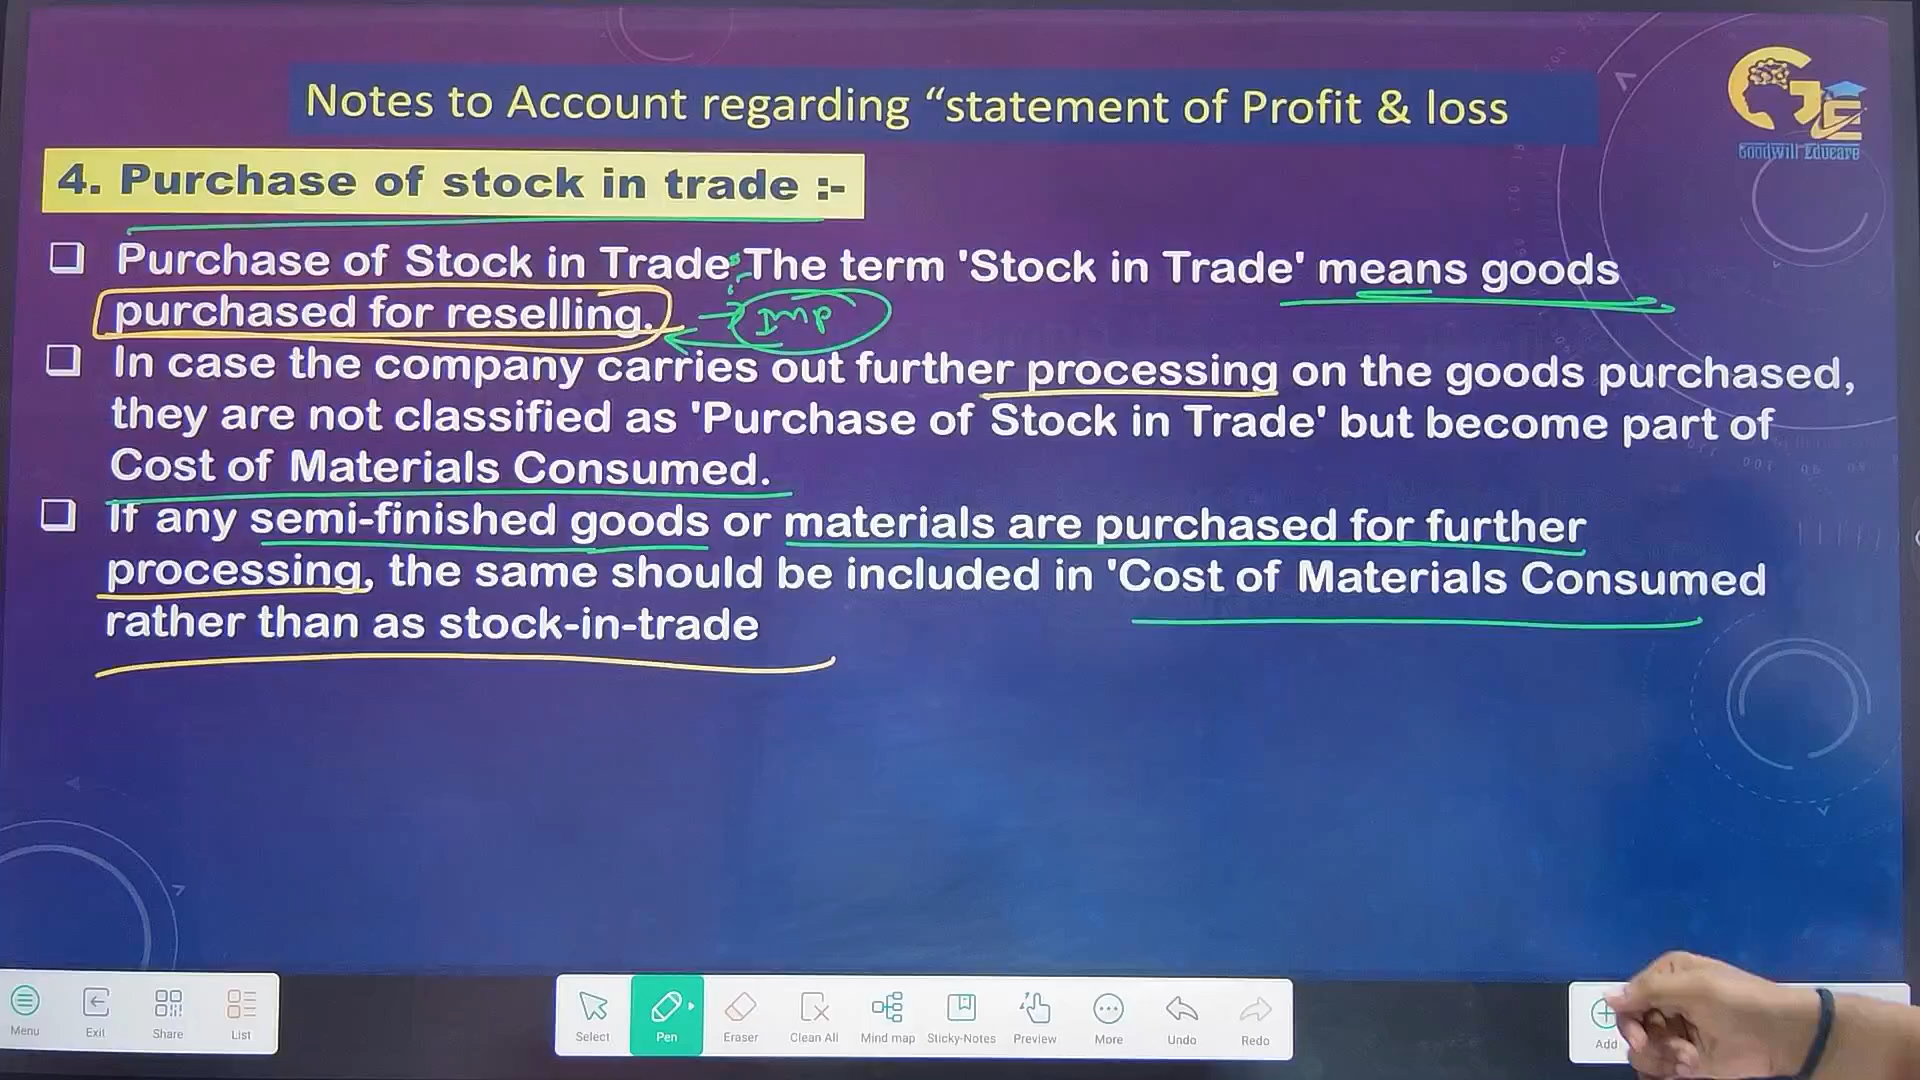 Notes to Account regarding “statement of Profit & loss
Goodwill Educare
4. Purchase of stock in trade :-
Purchase of Stock in Trade The term 'Stock in Trade' means goods
purchased for reselling.
Imp
In case the company carries out further processing on the goods purchased,
they are not classified as 'Purchase of Stock in Trade' but become part of
Cost of Materials Consumed.
If any semi-finished goods or materials are purchased for further
processing, the same should be included in 'Cost of Materials Consumed
rather than as stock-in-trade
Menu Exit Share List Select Pen Eraser Clean All Mind map Sticky-Notes Preview More Undo Redo Add